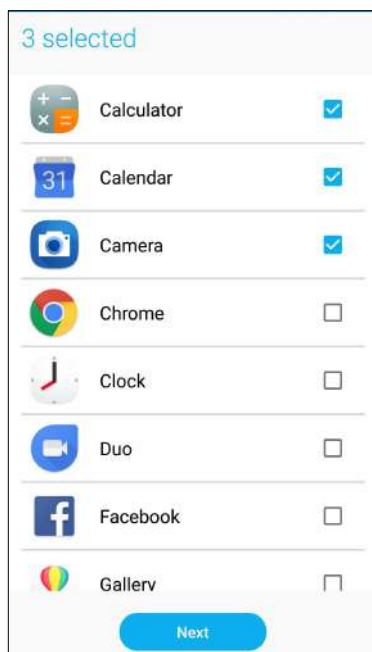 3 selected
Calculator
31
Calendar
Camera
Chrome
Clock
Duo
f
Facebook
Gallery
Next